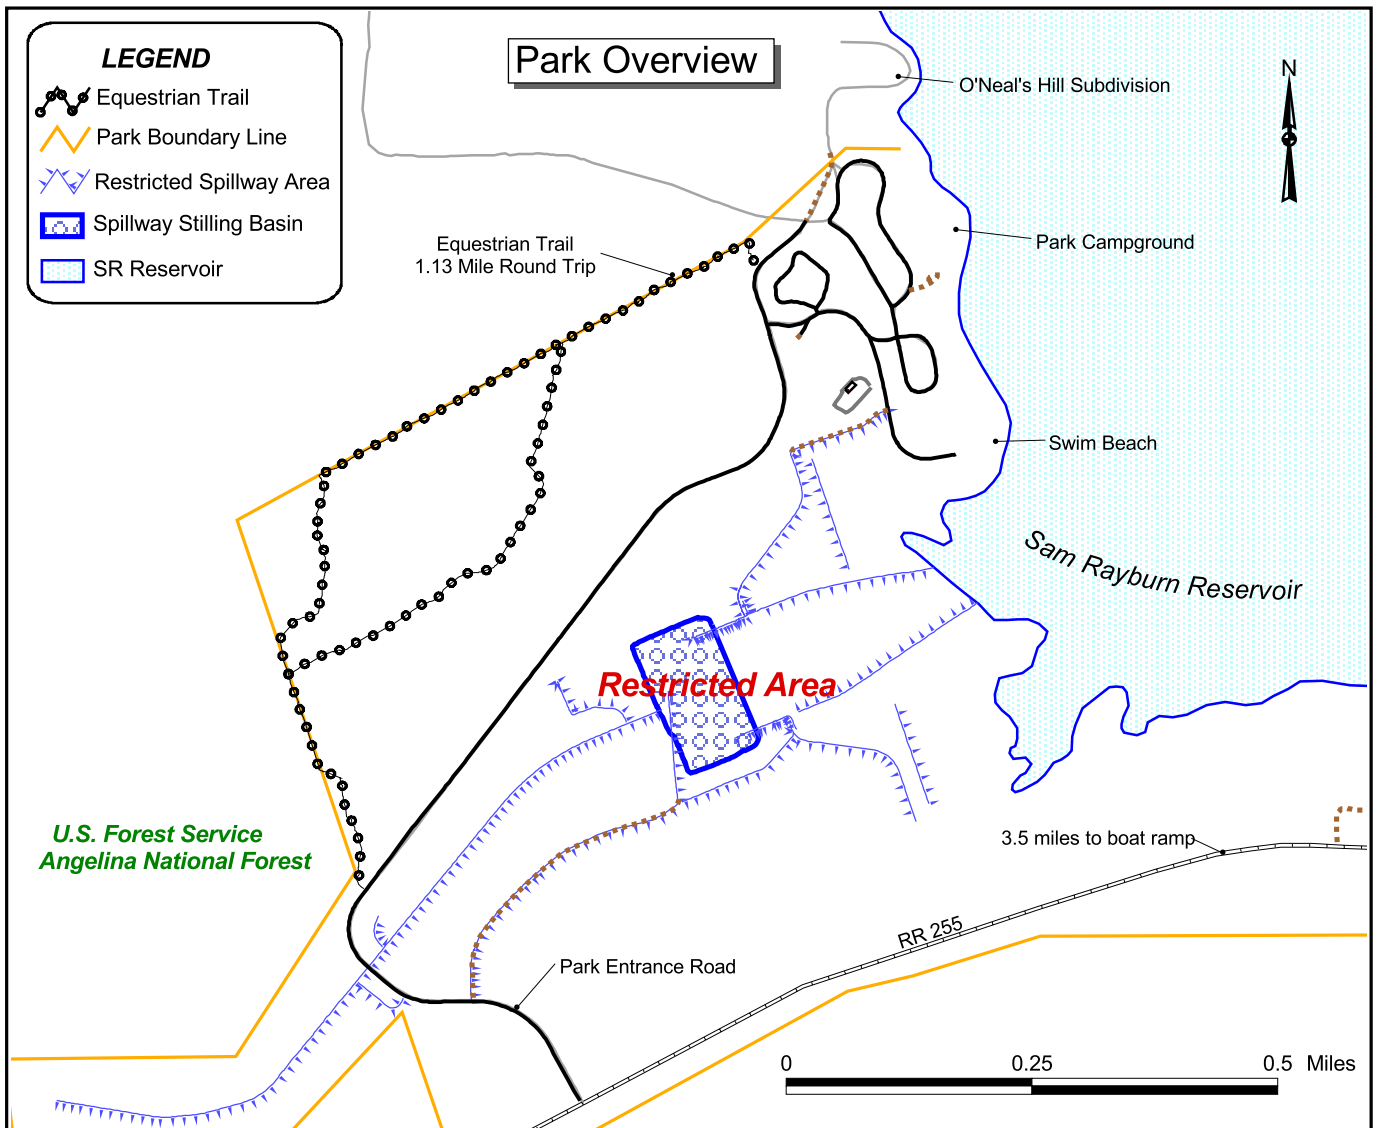 LEGEND
Equestrian Trail
Park Boundary Line
Restricted Spillway Area
Spillway Stilling Basin
SR Reservoir
Park Overview
O'Neal's Hill Subdivision
N
Park Campground
Equestrian Trail
1.13 Mile Round Trip
Swim Beach
Sam Rayburn Reservoir
Restricted Area
U.S. Forest Service
Angelina National Forest
3.5 miles to boat ramp
RR 255
Park Entrance Road
0 0.25 0.5 Miles